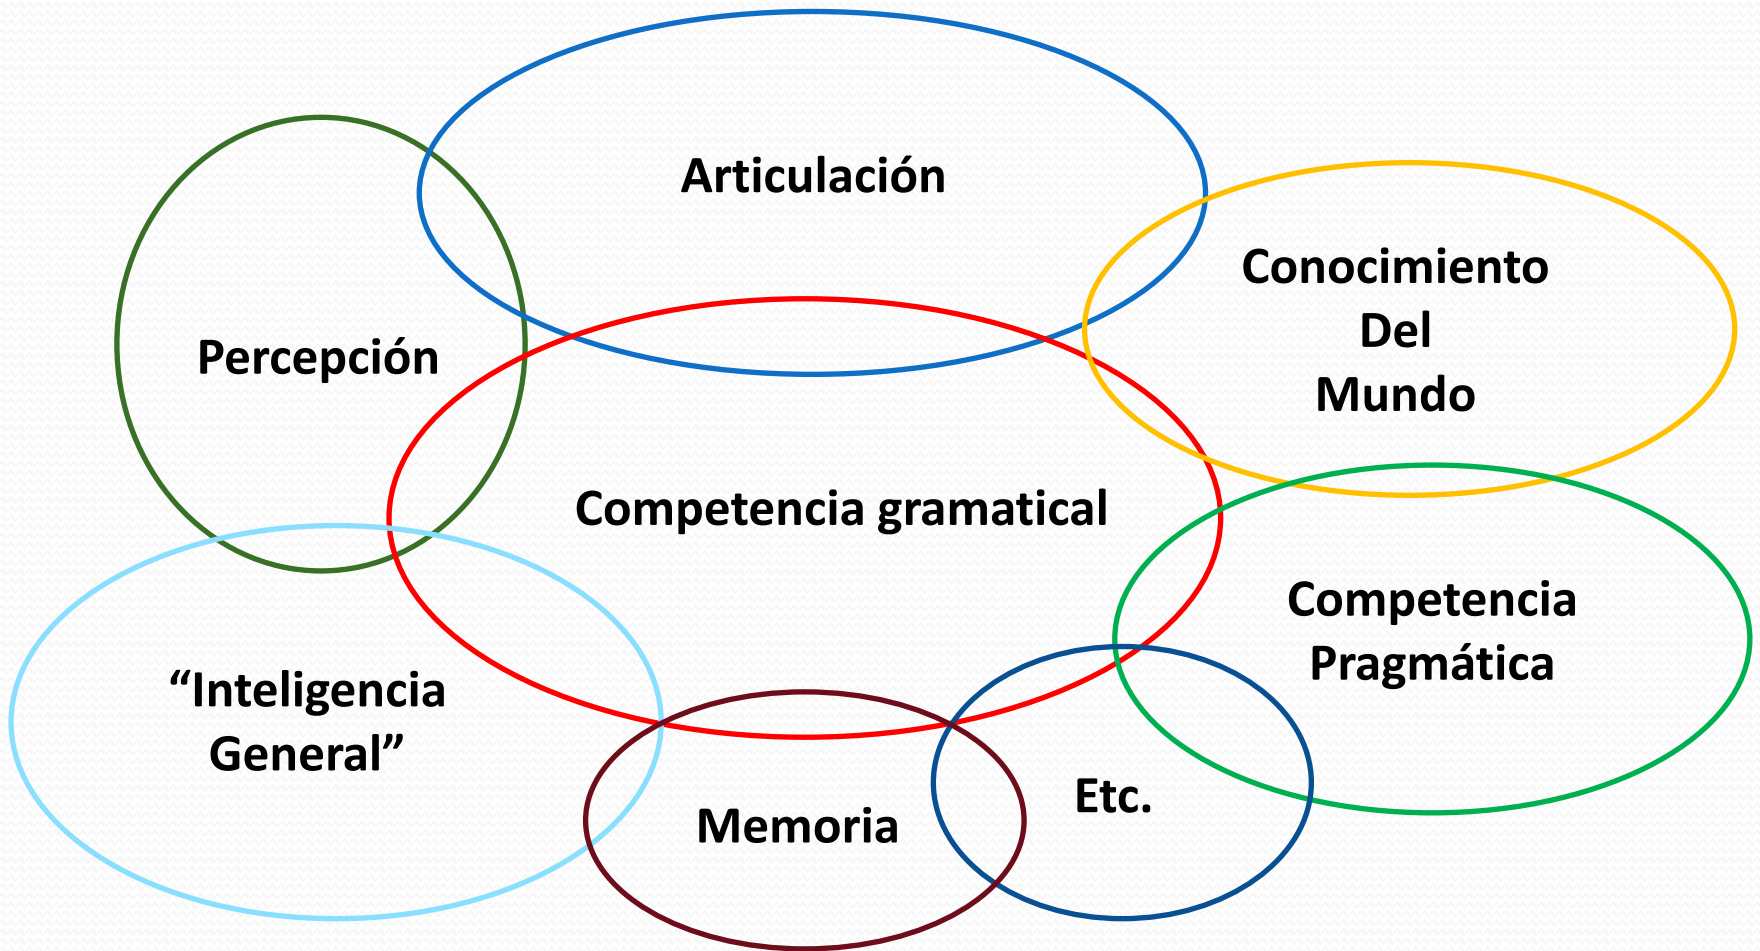 Articulación
Conocimiento
Del
Mundo
Percepción
Competencia gramatical
Competencia
Pragmática
“Inteligencia
General”
Memoria
Etc.